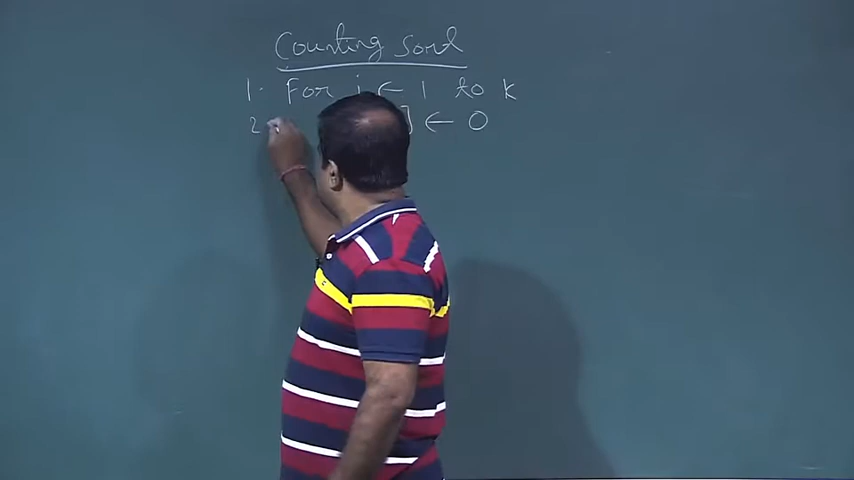 Counting Sort
1. For i ← 1 to k
2 ] ← 0